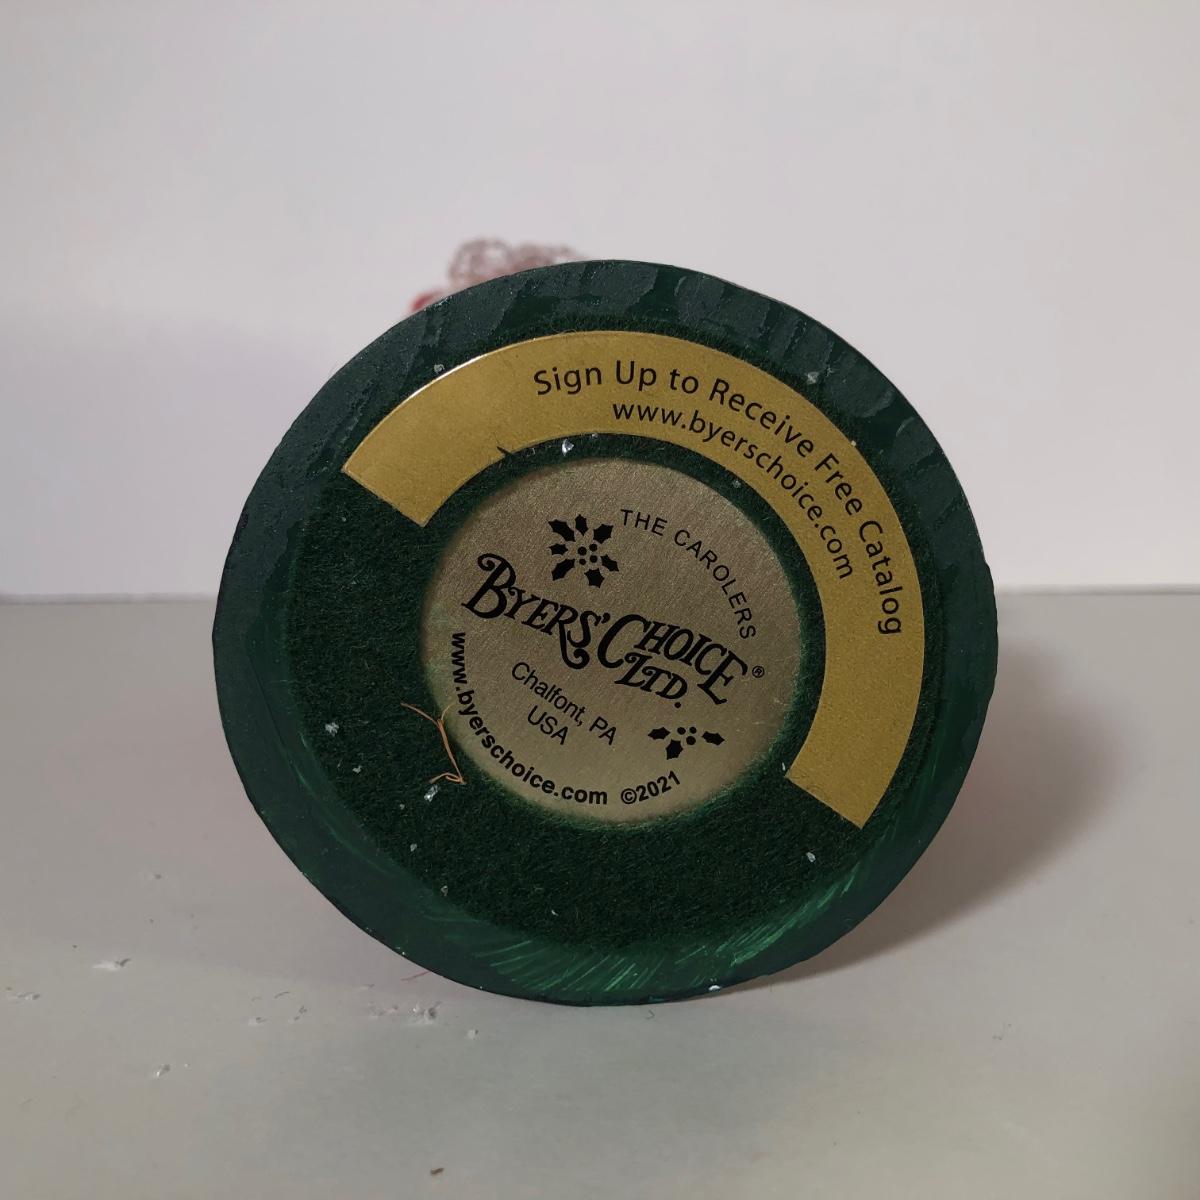 Sign Up to Receive Free Catalog
www.byerschoice.com
THE CAROLERS
BYERS' CHOICE®
LTD.
Chalfont, PA
USA
www.byerschoice.com ©2021